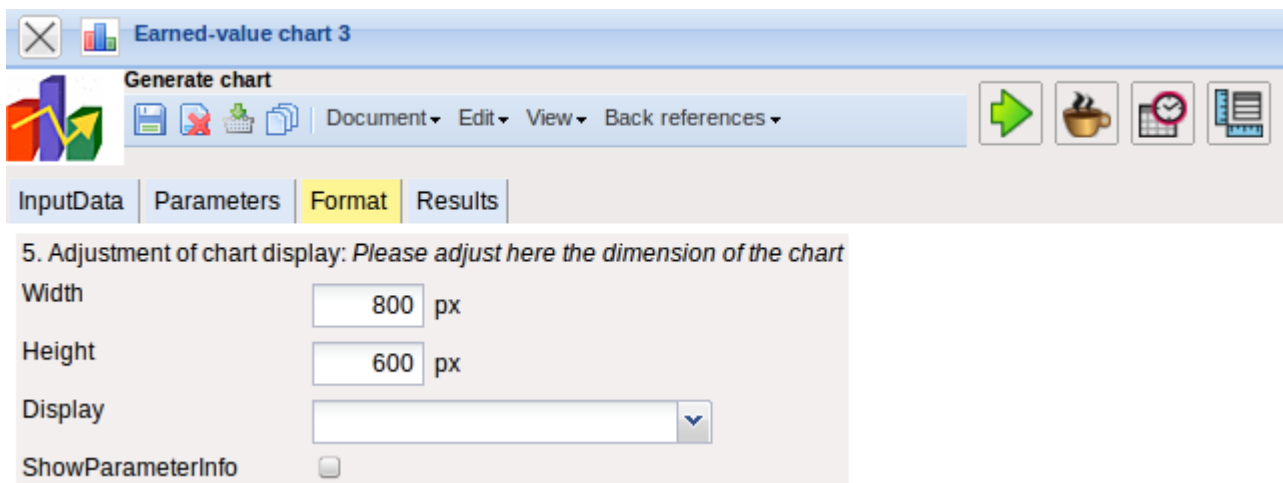 Earned-value chart 3
Generate chart
Document Edit View Back references
InputData Parameters Format Results
5. Adjustment of chart display: Please adjust here the dimension of the chart
Width 800 px
Height 600 px
Display
ShowParameterInfo